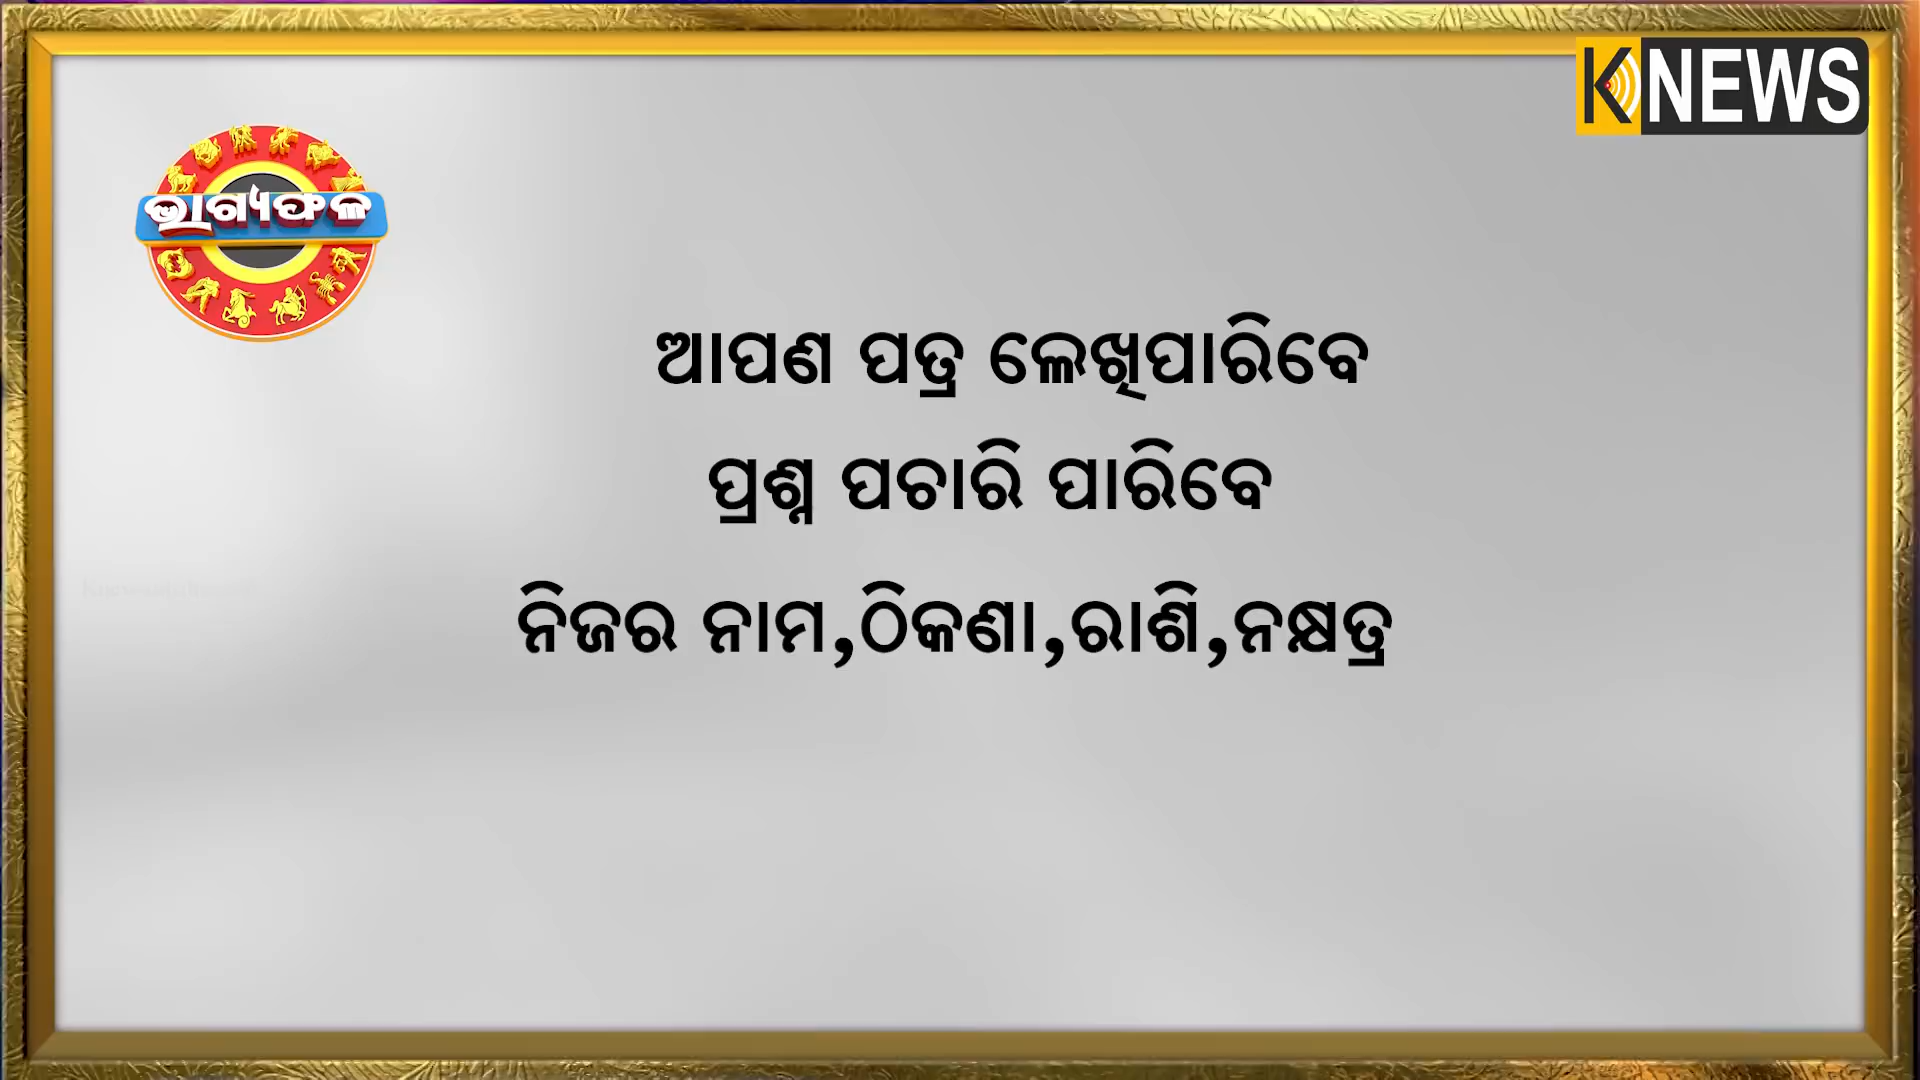 KNEWS
ଭାଗ୍ୟଫଳ
ଆପଣ ପତ୍ର ଲେଖିପାରିବେ
ପ୍ରଶ୍ନ ପଚାରି ପାରିବେ
ନିଜର ନାମ,ଠିକଣା,ରାଶି,ନକ୍ଷତ୍ର